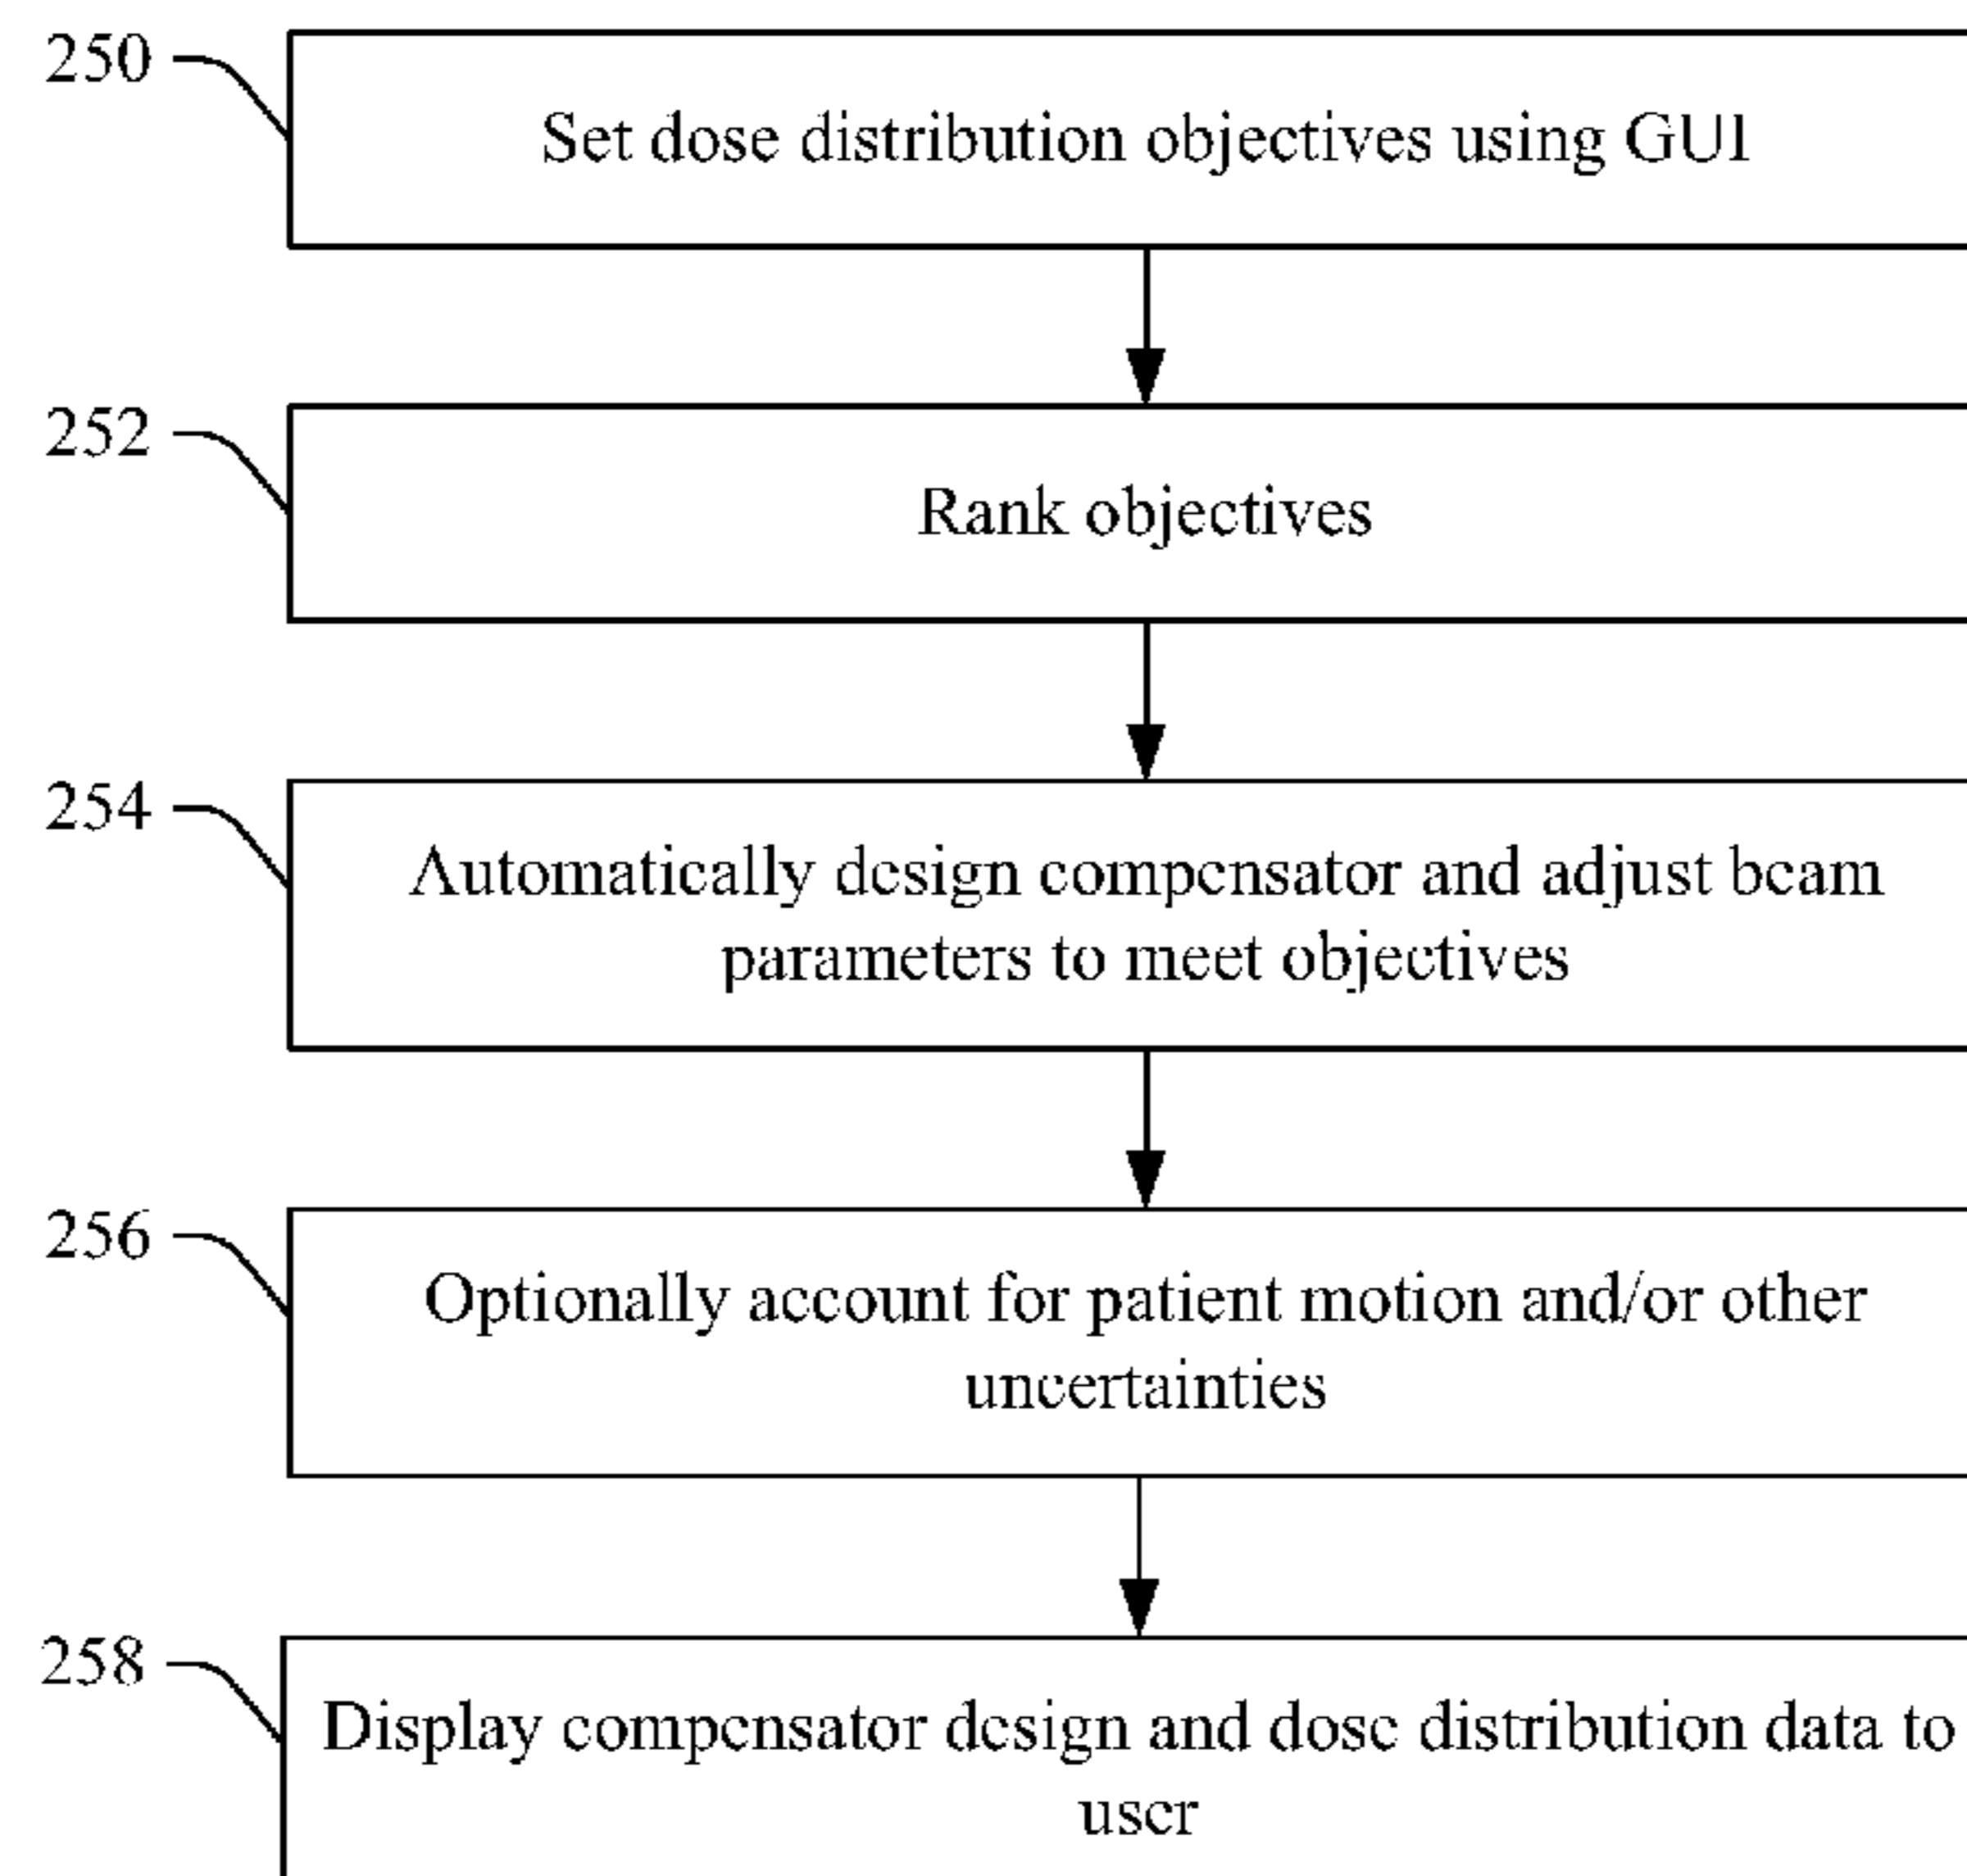 250
Set dose distribution objectives using GUI
252
Rank objectives
254
Automatically design compensator and adjust beam
parameters to meet objectives
256
Optionally account for patient motion and/or other
uncertainties
258
Display compensator design and dose distribution data to
user